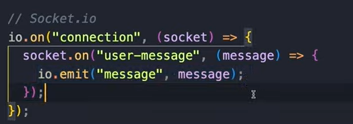 // Socket.io
io.on("connection", (socket) => {
  socket.on("user-message", (message) => {
    io.emit("message", message);
  });
});